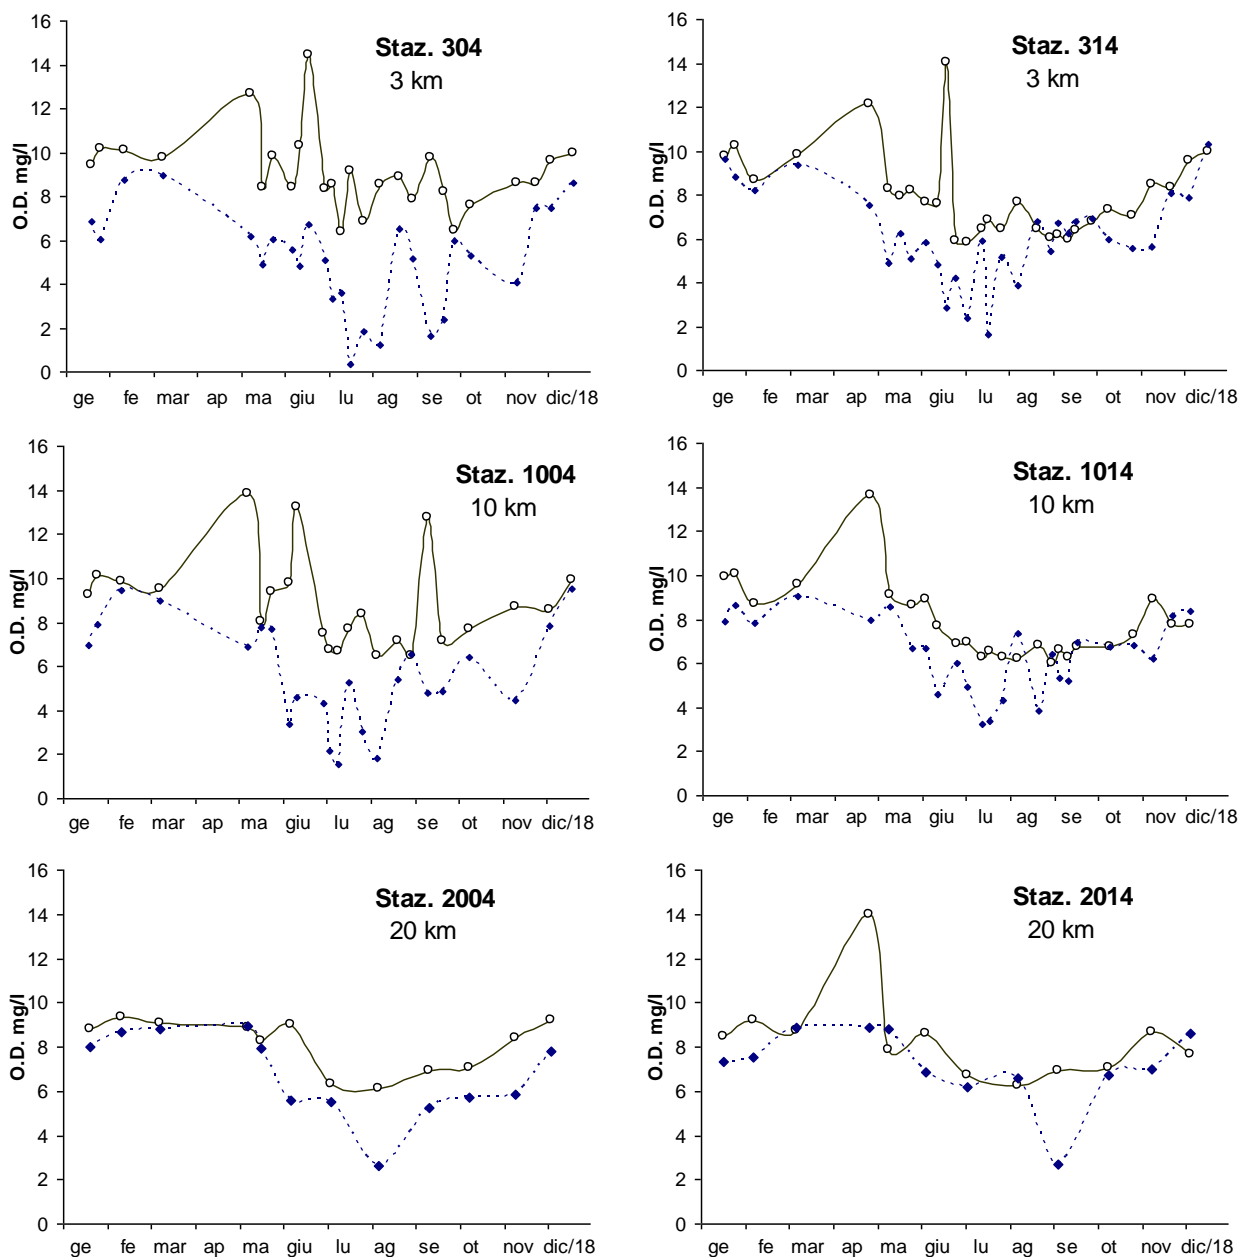 16
14
12
10
8
6
4
2
0
O.D. mg/l
Staz. 304
3 km
ge fe mar ap ma giu lu ag se ot nov dic/18
16
14
12
10
8
6
4
2
0
O.D. mg/l
Staz. 314
3 km
ge fe mar ap ma giu lu ag se ot nov dic/18
16
14
12
10
8
6
4
2
0
O.D. mg/l
Staz. 1004
10 km
ge fe mar ap ma giu lu ag se ot nov dic/18
16
14
12
10
8
6
4
2
0
O.D. mg/l
Staz. 1014
10 km
ge fe mar ap ma giu lu ag se ot nov dic/18
16
14
12
10
8
6
4
2
0
O.D. mg/l
Staz. 2004
20 km
ge fe mar ap ma giu lu ag se ot nov dic/18
16
14
12
10
8
6
4
2
0
O.D. mg/l
Staz. 2014
20 km
ge fe mar ap ma giu lu ag se ot nov dic/18